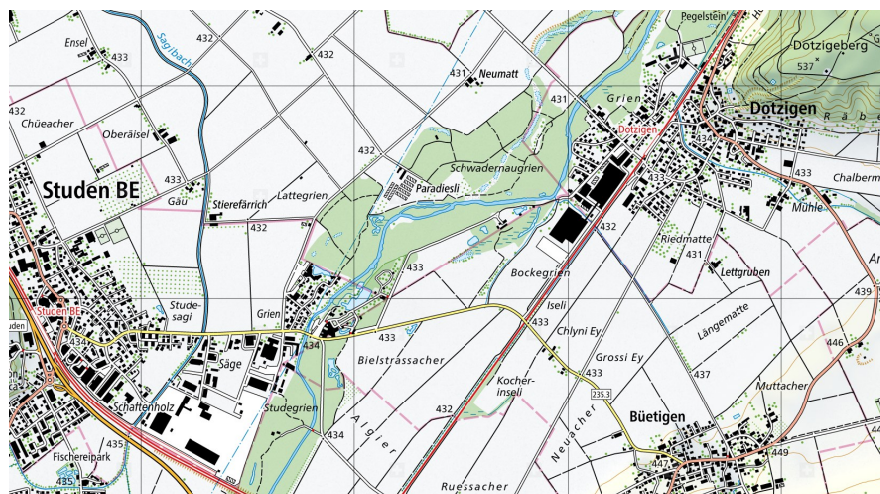 Pegelstein
Sagibach
432
Ensel
433
432
Dotzigeberg
537
431
Neumatt
432
431
Grien
Dotzigen
Dotzigen
Chüeacher
Oberäisel
434
432
Schwadernaugrien
433
Gäu
Paradiesli
433
433
Chalberm
Studen BE
Stierefärrich
Lattegrien
Mühle
432
432
Riedmatte
431
Lettgruben
433
Bockegrien
439
Studen BE
Stude-
sagi
Grien
Iseli
433
Chlyni Ey
Längematte
434
434
433
Bielstrassacher
Grossi Ey
446
Säge
433
437
Kocher-
inseli
235.3
Muttacher
Schaftenholz
Studegrien
432
Büetigen
Algier
Neuacher
434
435
Fischereipark
435
447
449
Ruessacher